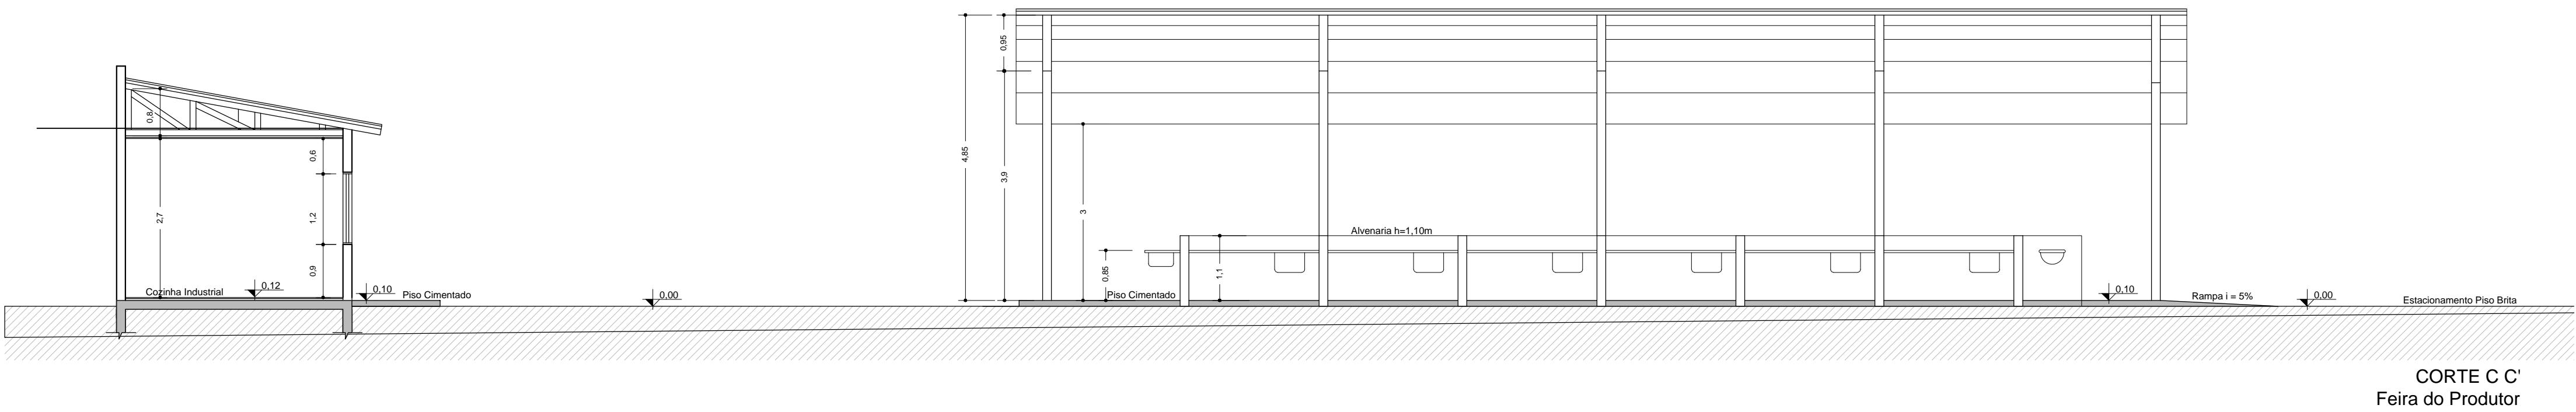 0,8
2,7
0,6
1,2
0,9
Cozinha Industrial
0,12
0,10
Piso Cimentado
0,00
4,85
0,95
3,9
3
0,85
1,1
Alvenaria h=1,10m
Piso Cimentado
0,10
Rampa i = 5%
0,00
Estacionamento Piso Brita
CORTE C C'
Feira do Produtor